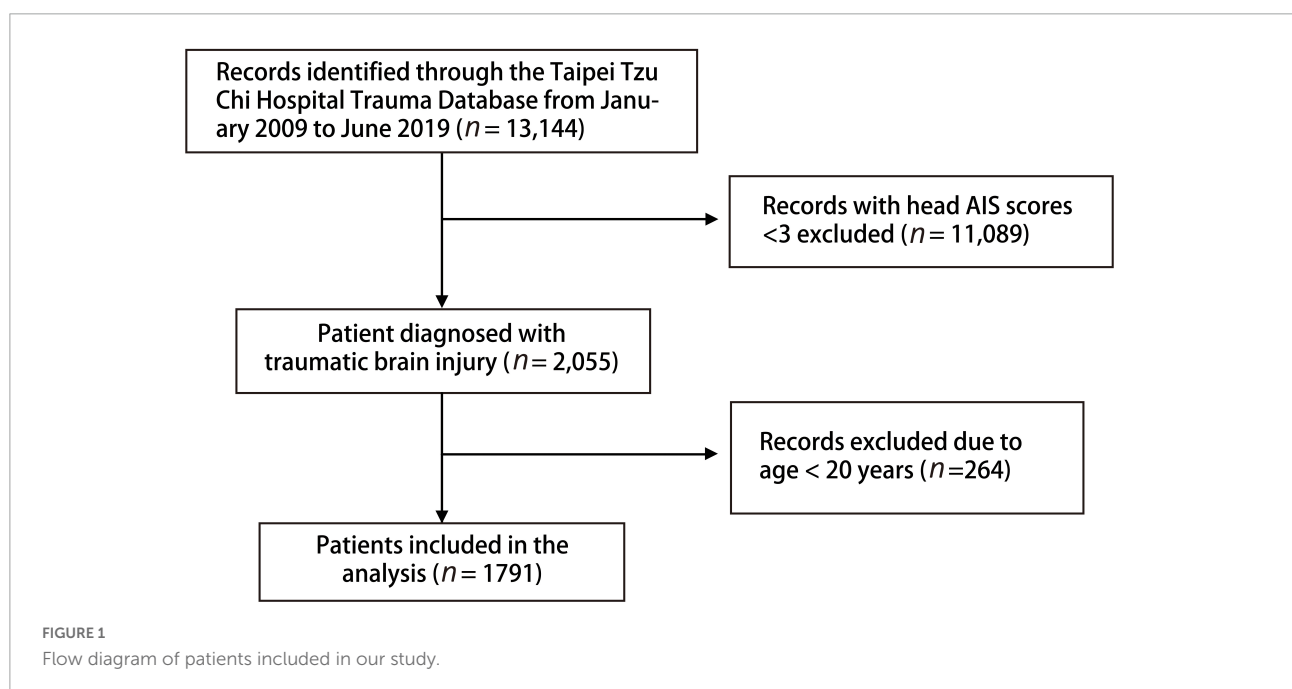 Records identified through the Taipei Tzu
Chi Hospital Trauma Database from Janu-
ary 2009 to June 2019 (n = 13,144)
Records with head AIS scores
<3 excluded (n = 11,089)
Patient diagnosed with
traumatic brain injury (n = 2,055)
Records excluded due to
age < 20 years (n =264)
Patients included in the
analysis (n = 1791)
FIGURE 1
Flow diagram of patients included in our study.